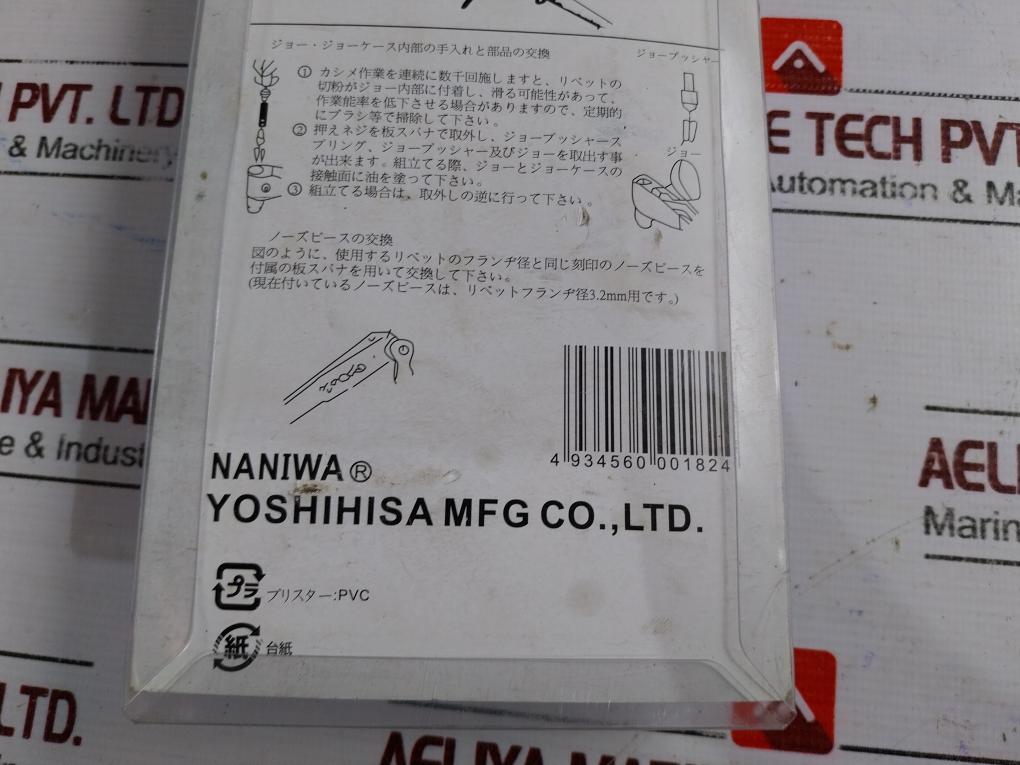 ジョー・ジョーケース内部の手入れと部品の交換
ジョープッシャー
① カシメ作業を連続に数千回施しますと、リベットの
切粉がジョー内部に付着し、滑る可能性があって、
作業能率を低下させる場合がありますので、定期的
にブラシ等で掃除して下さい。
② 押えネジを板スパナで取外し、ジョープッシャース
プリング、ジョープッシャー及びジョーを取出す事
が出来ます。組立てる際、ジョーとジョーケースの
接触面に油を塗って下さい。
③ 組立てる場合は、取外しの逆に行って下さい。
ジョー
ノーズピースの交換
図のように、使用するリベットのフランヂ径と同じ刻印のノーズピースを
付属の板スパナを用いて交換して下さい。
(現在付いているノーズピースは、リベットフランヂ径3.2mm用です。)
4 934560 001824
NANIWA®
YOSHIHISA MFG CO.,LTD.
プラ
ブリスター:PVC
紙
台紙
PVT. LTD
& Machinery
E TECH PVT
Automation & Ma
IYA MAR
e & Indust
AELI
Marin
LTD.
AELIYA MARI